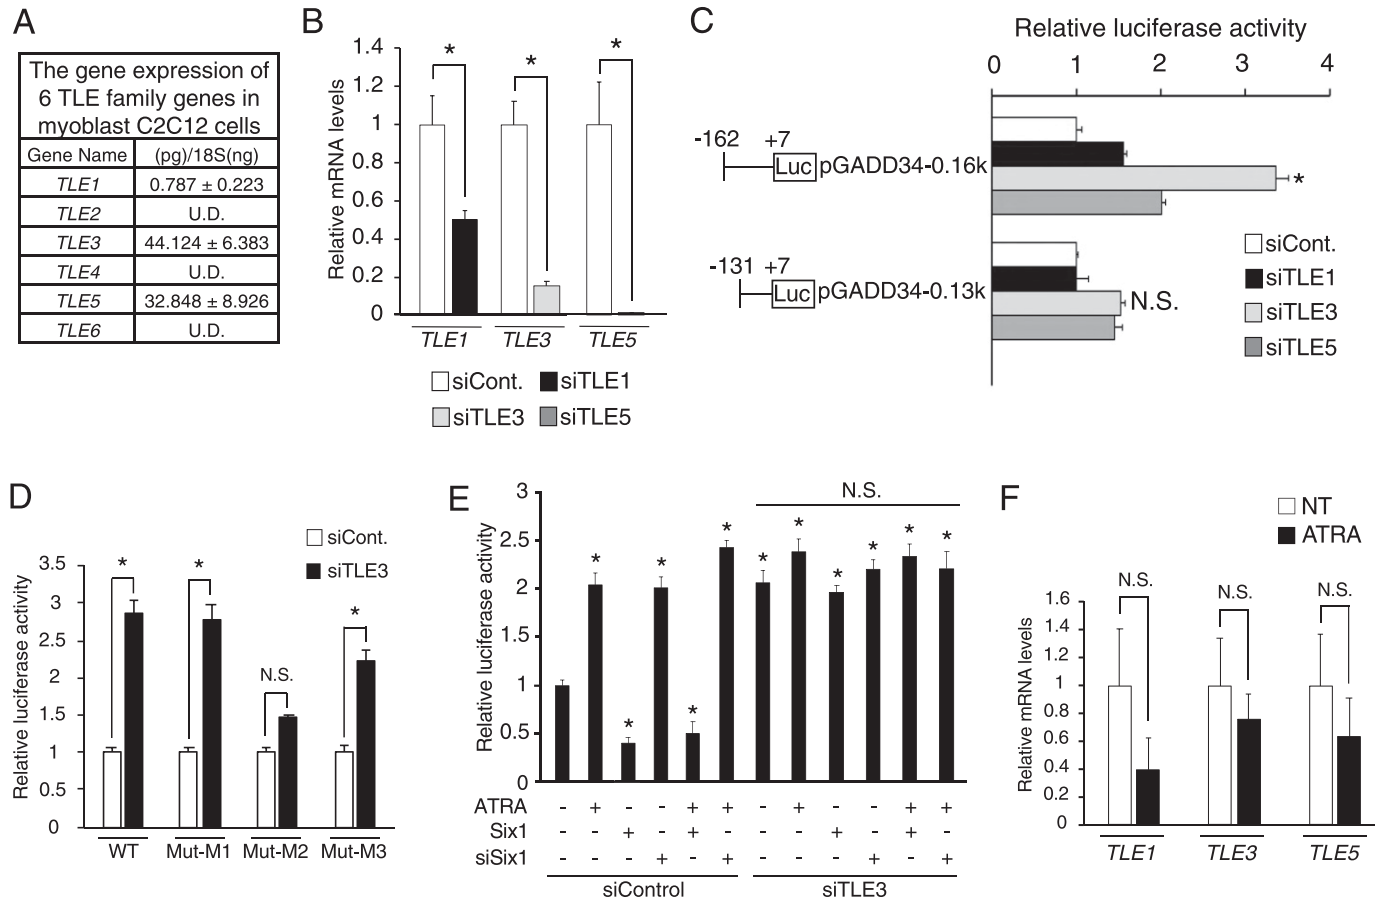 A
The gene expression of
6 TLE family genes in
myoblast C2C12 cells
Gene Name (pg)/18S(ng)
TLE1 0.787 ± 0.223
TLE2 U.D.
TLE3 44.124 ± 6.383
TLE4 U.D.
TLE5 32.848 ± 8.926
TLE6 U.D.
B
Relative mRNA levels
1.4
1.2
1
0.8
0.6
0.4
0.2
0
* * *
TLE1 TLE3 TLE5
siCont. siTLE1
siTLE3 siTLE5
C
Relative luciferase activity
0 1 2 3 4
-162 +7
Luc pGADD34-0.16k
*
-131 +7
Luc pGADD34-0.13k
N.S.
siCont.
siTLE1
siTLE3
siTLE5
D
Relative luciferase activity
3.5
3
2.5
2
1.5
1
0.5
0
siCont.
siTLE3
* * N.S. *
WT Mut-M1 Mut-M2 Mut-M3
E
Relative luciferase activity
3
2.5
2
1.5
1
0.5
0
N.S.
* * * * * * * * * * *
ATRA - + - - + + - + - - + +
Six1 - - + - + - - - + - + -
siSix1 - - - + - + - - - + - +
siControl siTLE3
F
NT
ATRA
Relative mRNA levels
1.6
1.4
1.2
1
0.8
0.6
0.4
0.2
0
N.S. N.S. N.S.
TLE1 TLE3 TLE5